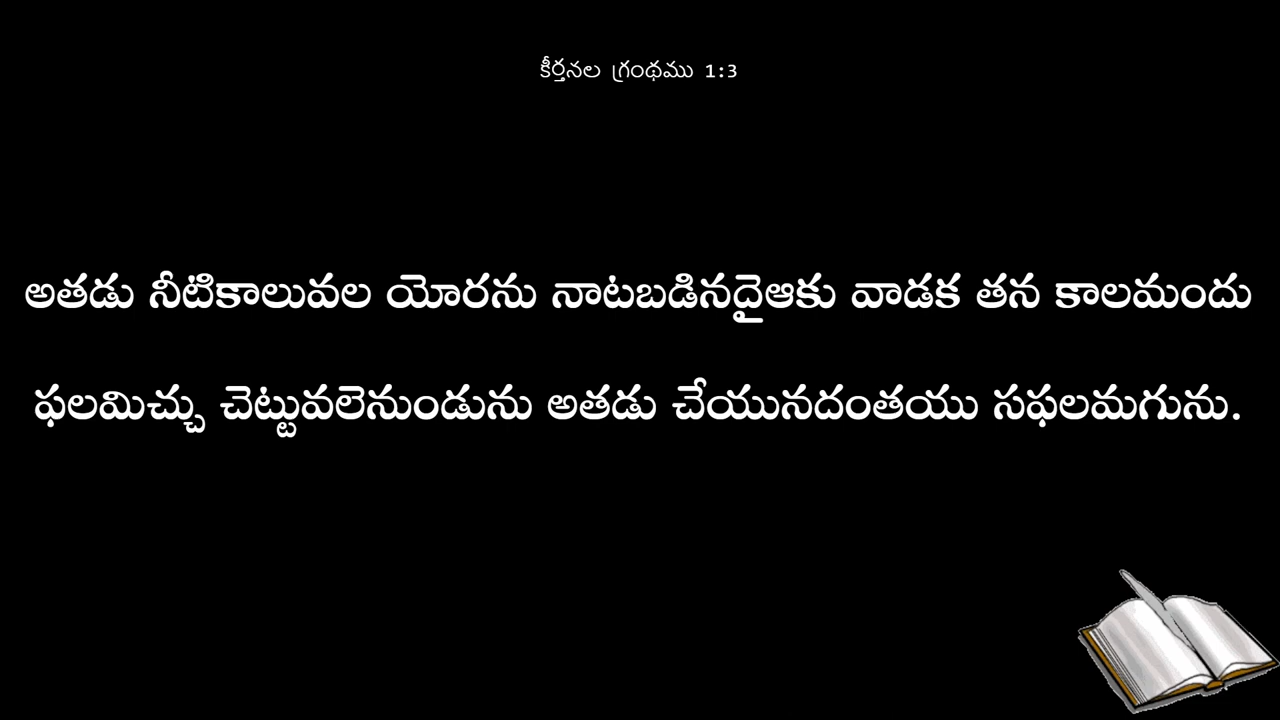 కీర్తనల గ్రంథము 1:3
అతడు నీటికాలువల యోరను నాటబడినదైఆకు వాడక తన కాలమందు
ఫలమిచ్చు చెట్టువలెనుండును అతడు చేయునదంతయు సఫలమగును.